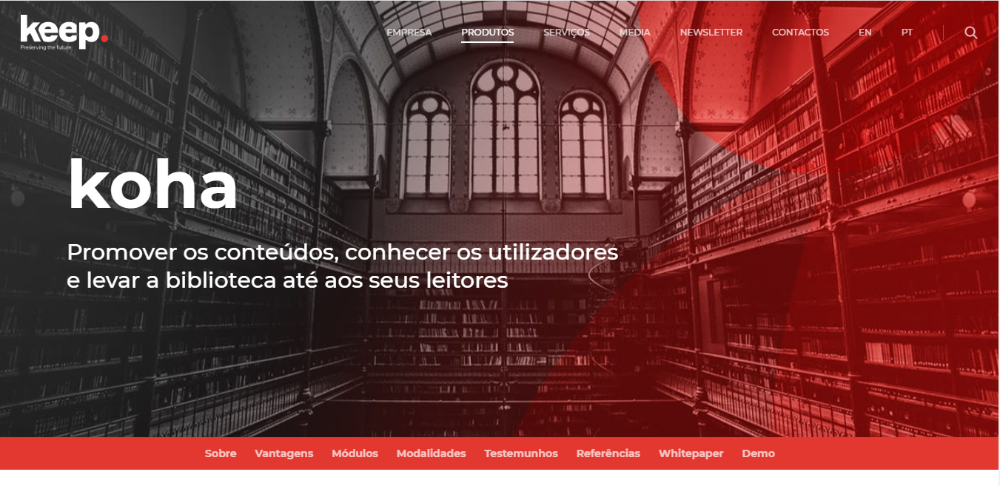 keep.
Preserving the future
EMPRESA
PRODUTOS
SERVIÇOS
MEDIA
NEWSLETTER
CONTACTOS
EN
PT
koha
Promover os conteúdos, conhecer os utilizadores
e levar a biblioteca até aos seus leitores
Sobre
Vantagens
Módulos
Modalidades
Testemunhos
Referências
Whitepaper
Demo